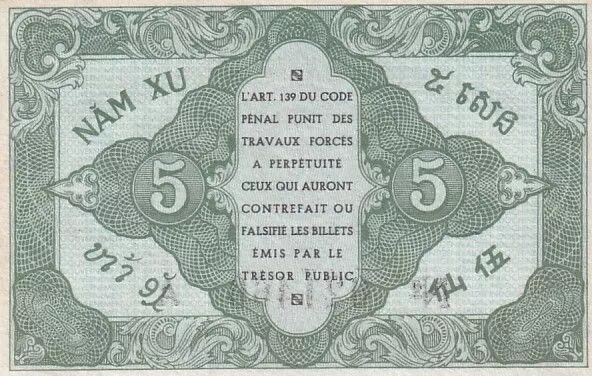 NĂM XU
៥ សេន
L'ART. 139 DU CODE
PÉNAL PUNIT DES
TRAVAUX FORCÉS
A PERPÉTUITÉ
CEUX QUI AURONT
CONTREFAIT OU
FALSIFIÉ LES BILLETS
ÉMIS PAR LE
TRÉSOR PUBLIC
5
5
仙 伍